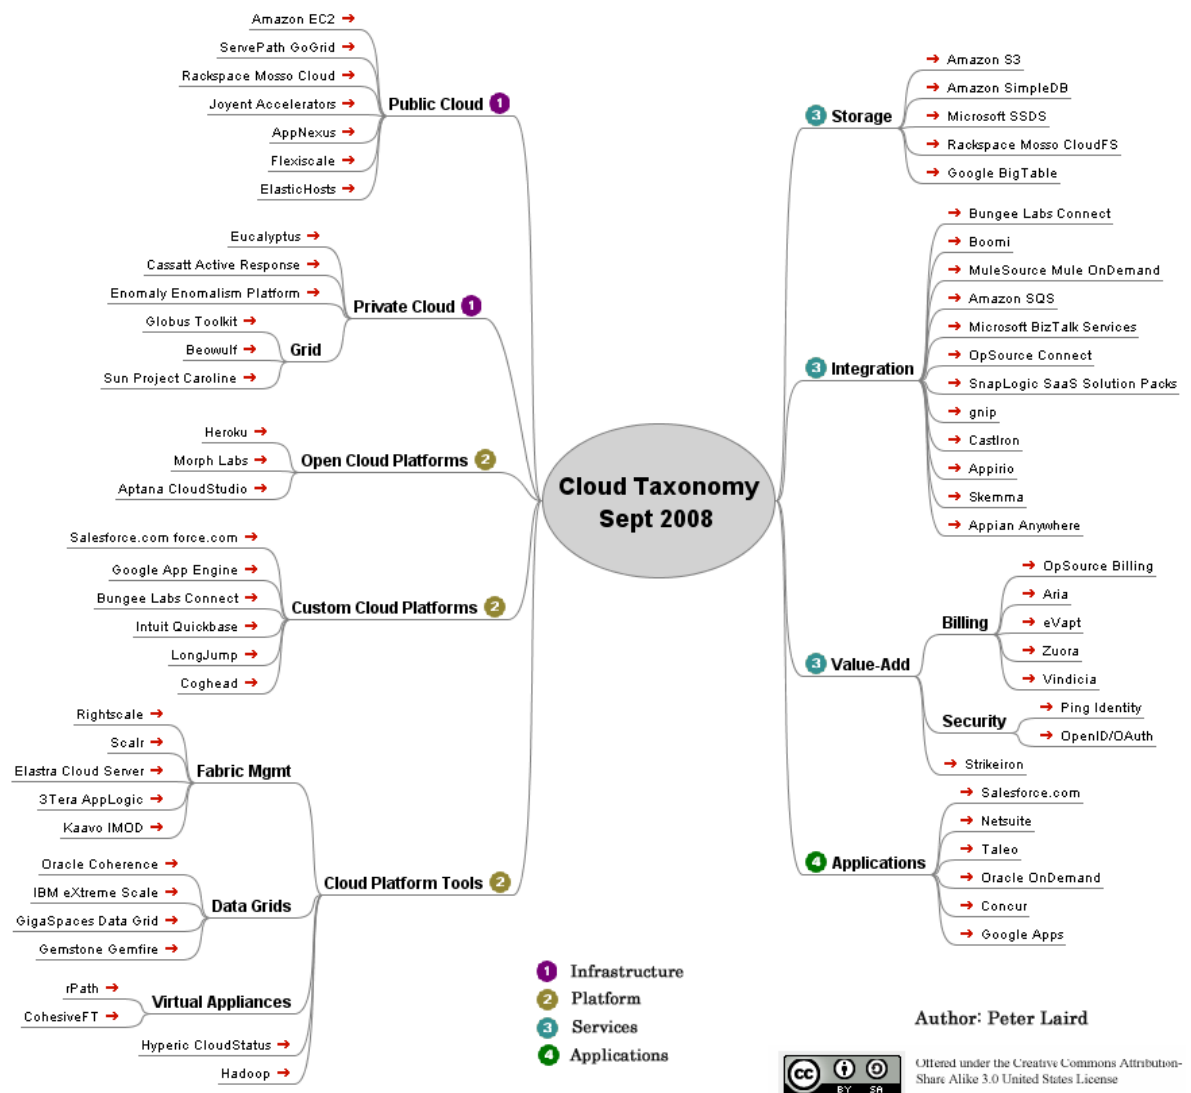 Amazon EC2
ServePath GoGrid
Rackspace Mosso Cloud
Joyent Accelerators
AppNexus
Flexiscale
ElasticHosts
Public Cloud 1
Eucalyptus
Cassatt Active Response
Enomaly Enomalism Platform
Globus Toolkit
Beowulf
Sun Project Caroline
Grid
Private Cloud 1
Heroku
Morph Labs
Aptana CloudStudio
Open Cloud Platforms 2
Salesforce.com force.com
Google App Engine
Bungee Labs Connect
Intuit Quickbase
LongJump
Coghead
Custom Cloud Platforms 2
Rightscale
Scalr
Elastra Cloud Server
3Tera AppLogic
Kaavo IMOD
Fabric Mgmt
Oracle Coherence
IBM eXtreme Scale
GigaSpaces Data Grid
Gemstone Gemfire
Data Grids
rPath
CohesiveFT
Virtual Appliances
Hyperic CloudStatus
Hadoop
Cloud Platform Tools 2
Cloud Taxonomy
Sept 2008
3 Storage
Amazon S3
Amazon SimpleDB
Microsoft SSDS
Rackspace Mosso CloudFS
Google BigTable
3 Integration
Bungee Labs Connect
Boomi
MuleSource Mule OnDemand
Amazon SQS
Microsoft BizTalk Services
OpSource Connect
SnapLogic SaaS Solution Packs
gnip
CastIron
Appirio
Skemma
Appian Anywhere
3 Value-Add
Billing
OpSource Billing
Aria
eVapt
Zuora
Vindicia
Security
Ping Identity
OpenID/OAuth
Strikeiron
4 Applications
Salesforce.com
Netsuite
Taleo
Oracle OnDemand
Concur
Google Apps
1 Infrastructure
2 Platform
3 Services
4 Applications
Author: Peter Laird
cc
BY SA
Offered under the Creative Commons Attribution-
Share Alike 3.0 United States License